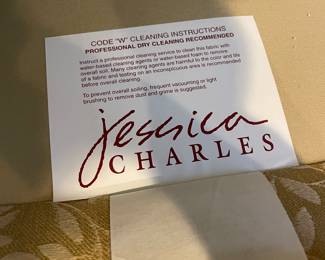 CODE "W" CLEANING INSTRUCTIONS
PROFESSIONAL DRY CLEANING RECOMMENDED
Instruct a professional cleaning service to clean this fabric with
water-based cleaning agents or water-based foam to remove
overall soil. Many cleaning agents are harmful to the color and life
of a fabric and testing on an inconspicuous area is recommended
before overall cleaning.
To prevent overall soiling, frequent vacuuming or light
brushing to remove dust and grime is suggested.
jessica
CHARLES